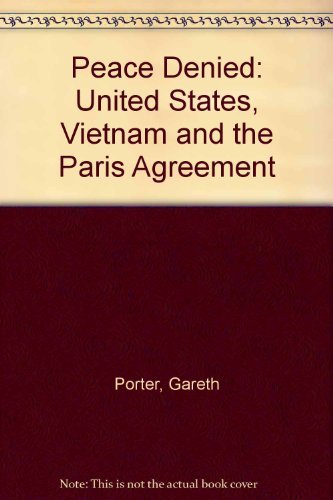 Peace Denied:
United States,
Vietnam and the
Paris Agreement
Porter, Gareth
Note: This is not the actual book cover